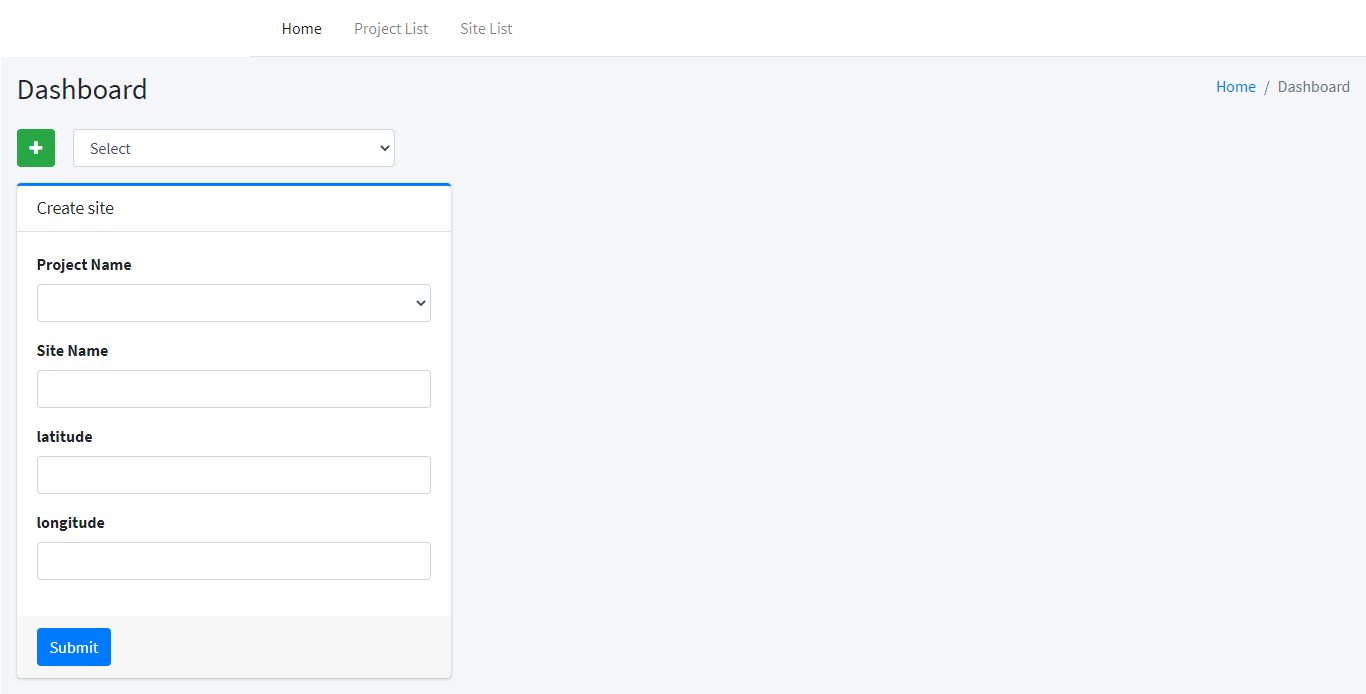 Home Project List Site List
Dashboard
Home / Dashboard
Select
Create site
Project Name
Site Name
latitude
longitude
Submit